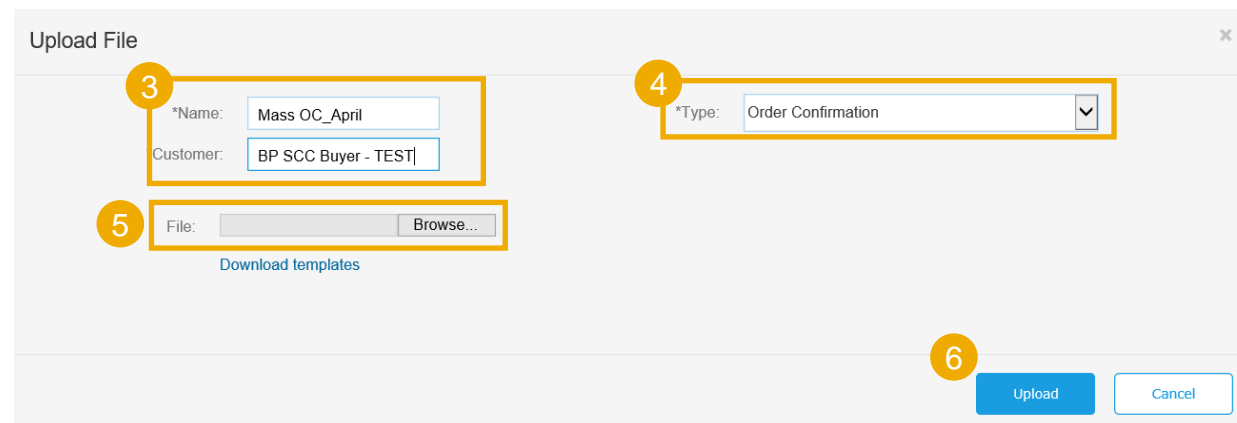 Upload File
×
3
*Name: Mass OC_April
*Customer: BP SCC Buyer - TEST
4
*Type: Order Confirmation
5
File: Browse...
Download templates
6
Upload Cancel